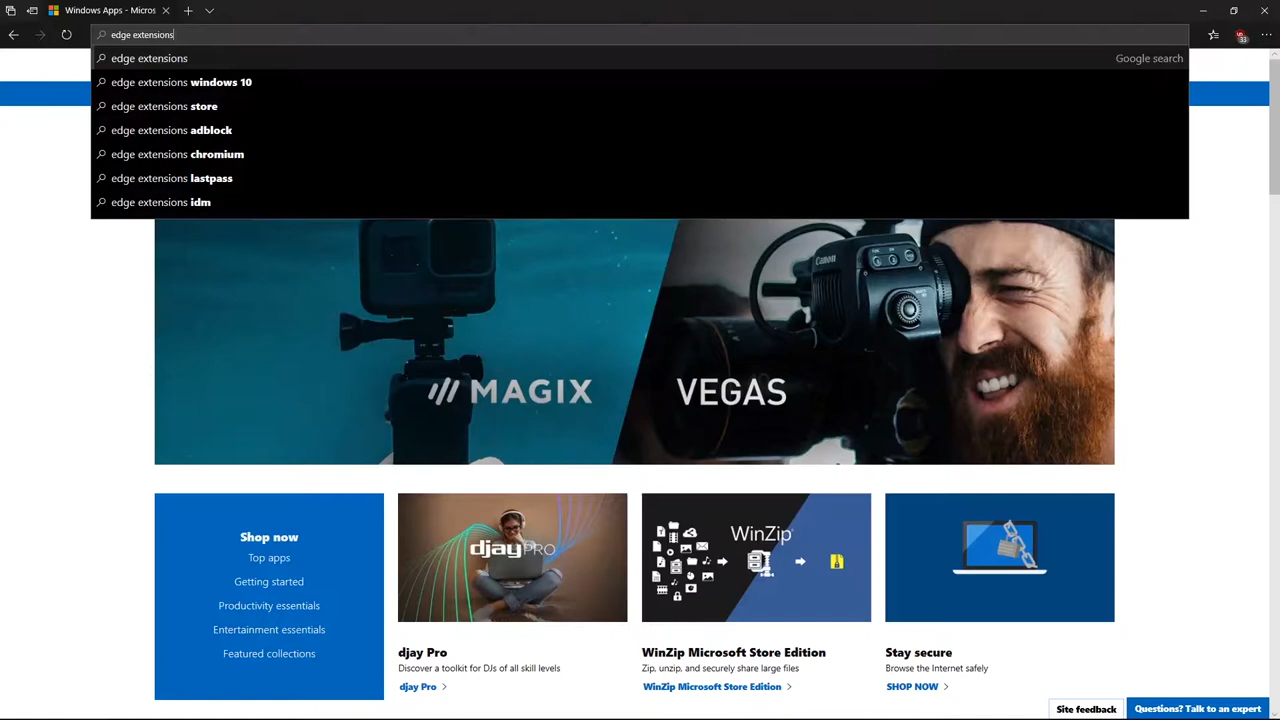 Windows Apps - Micros
edge extensions
edge extensions
Google search
edge extensions windows 10
edge extensions store
edge extensions adblock
edge extensions chromium
edge extensions lastpass
edge extensions idm
MAGIX
VEGAS
Canon
Shop now
Top apps
Getting started
Productivity essentials
Entertainment essentials
Featured collections
djay PRO
djay Pro
Discover a toolkit for DJs of all skill levels
djay Pro
WinZip
WinZip Microsoft Store Edition
Zip, unzip, and securely share large files
WinZip Microsoft Store Edition
Stay secure
Browse the Internet safely
SHOP NOW
Site feedback
Questions? Talk to an expert